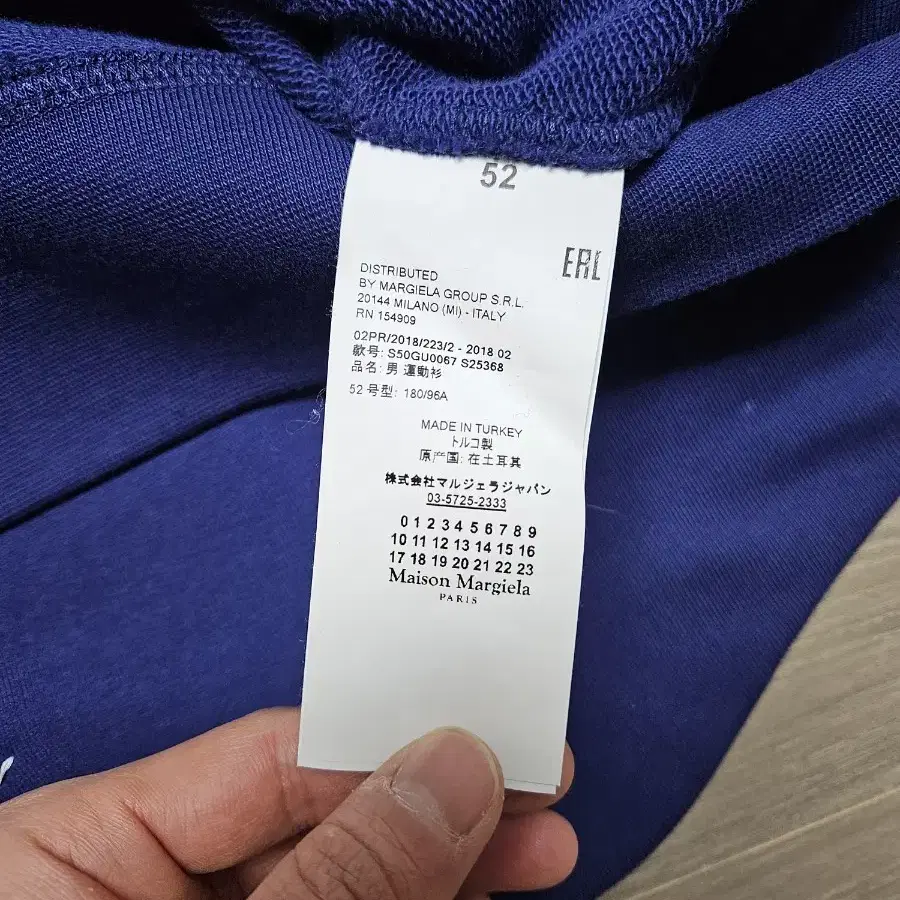 52
ERL
DISTRIBUTED
BY MARGIELA GROUP S.R.L.
20144 MILANO (MI) - ITALY
RN 154909
02PR/2018/223/2 - 2018 02
款号: S50GU0067 S25368
品名: 男 運動衫
52 号型: 180/96A
MADE IN TURKEY
トルコ製
原产国: 在土耳其
株式会社マルジェラジャパン
03-5725-2333
0 1 2 3 4 5 6 7 8 9
10 11 12 13 14 15 16
17 18 19 20 21 22 23
Maison Margiela
PARIS